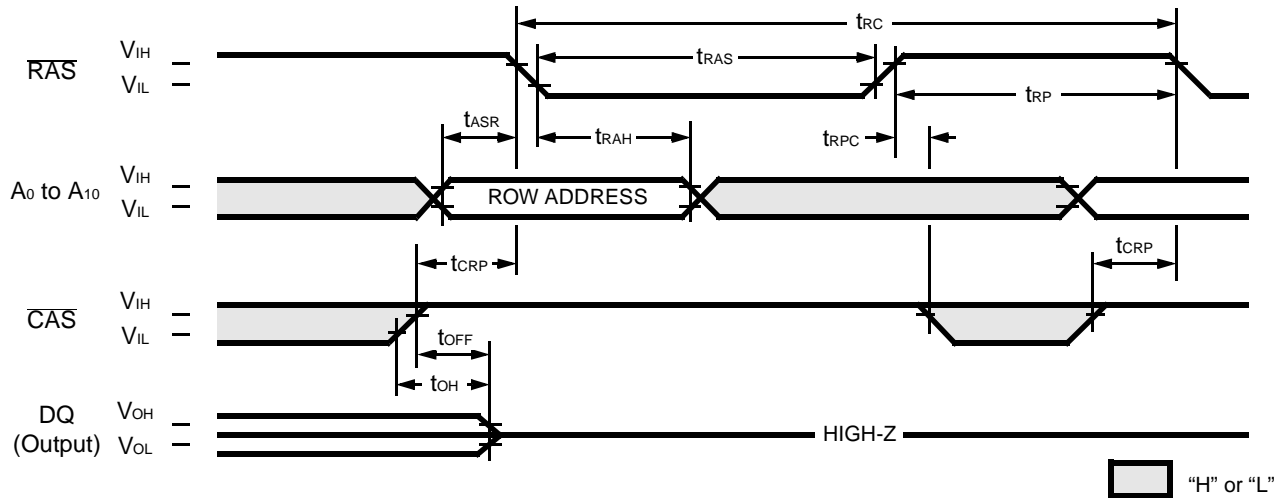 tRC
RAS
VIH
VIL
tRAS
tRP
tASR
tRAH
tRPC
A0 to A10
VIH
VIL
ROW ADDRESS
tCRP
tCRP
CAS
VIH
VIL
tOFF
tOH
DQ
(Output)
VOH
VOL
HIGH-Z
“H” or “L”